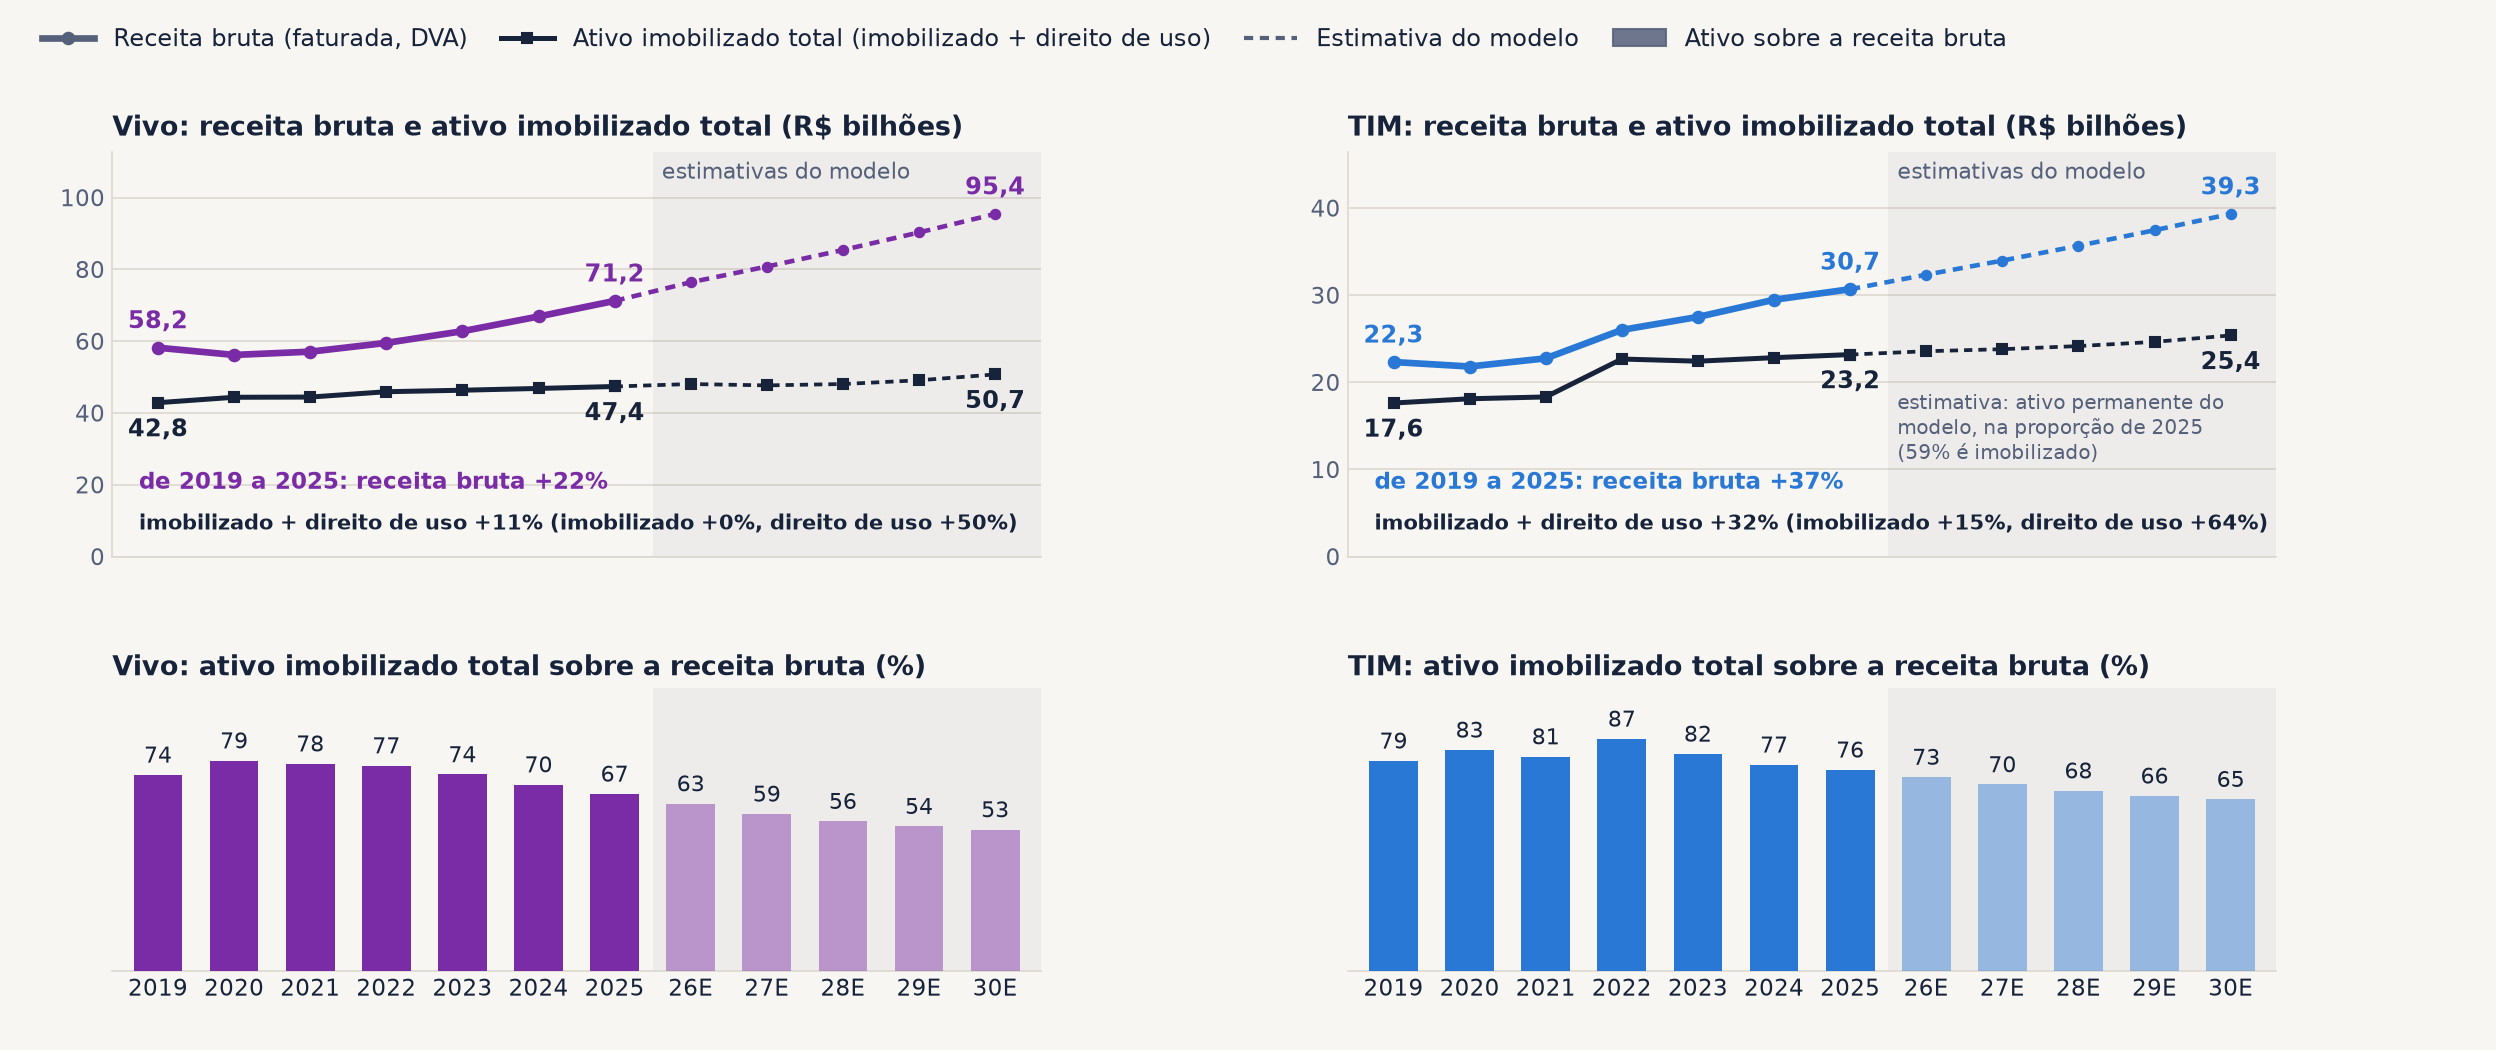 Receita bruta (faturada, DVA)
Ativo imobilizado total (imobilizado + direito de uso)
Estimativa do modelo
Ativo sobre a receita bruta
Vivo: receita bruta e ativo imobilizado total (R$ bilhões)
estimativas do modelo
100
80
60
40
20
0
58,2
71,2
95,4
42,8
47,4
50,7
de 2019 a 2025: receita bruta +22%
imobilizado + direito de uso +11% (imobilizado +0%, direito de uso +50%)
TIM: receita bruta e ativo imobilizado total (R$ bilhões)
estimativas do modelo
40
30
20
10
0
22,3
30,7
39,3
17,6
23,2
25,4
estimativa: ativo permanente do
modelo, na proporção de 2025
(59% é imobilizado)
de 2019 a 2025: receita bruta +37%
imobilizado + direito de uso +32% (imobilizado +15%, direito de uso +64%)
Vivo: ativo imobilizado total sobre a receita bruta (%)
74 79 78 77 74 70 67 63 59 56 54 53
2019 2020 2021 2022 2023 2024 2025 26E 27E 28E 29E 30E
TIM: ativo imobilizado total sobre a receita bruta (%)
79 83 81 87 82 77 76 73 70 68 66 65
2019 2020 2021 2022 2023 2024 2025 26E 27E 28E 29E 30E